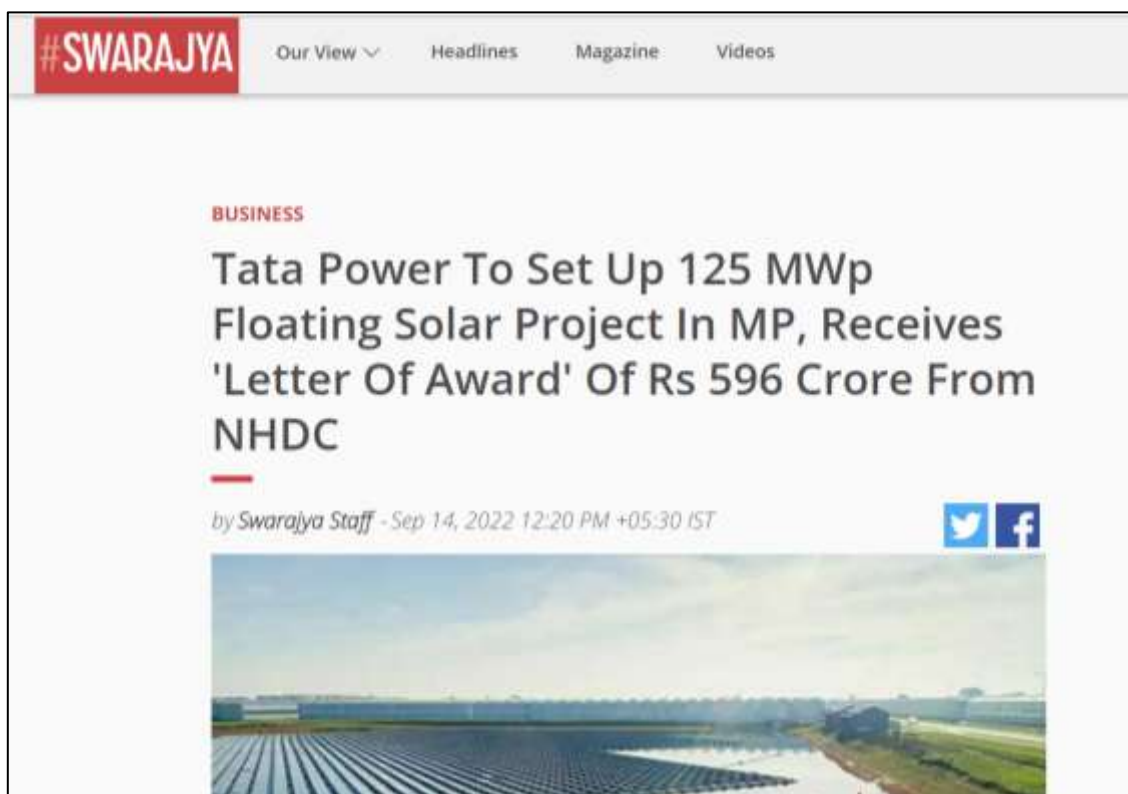 #SWARAJYA
Our View
Headlines
Magazine
Videos
BUSINESS
Tata Power To Set Up 125 MWp
Floating Solar Project In MP, Receives
'Letter Of Award' Of Rs 596 Crore From
NHDC
by Swarajya Staff - Sep 14, 2022 12:20 PM +05:30 IST